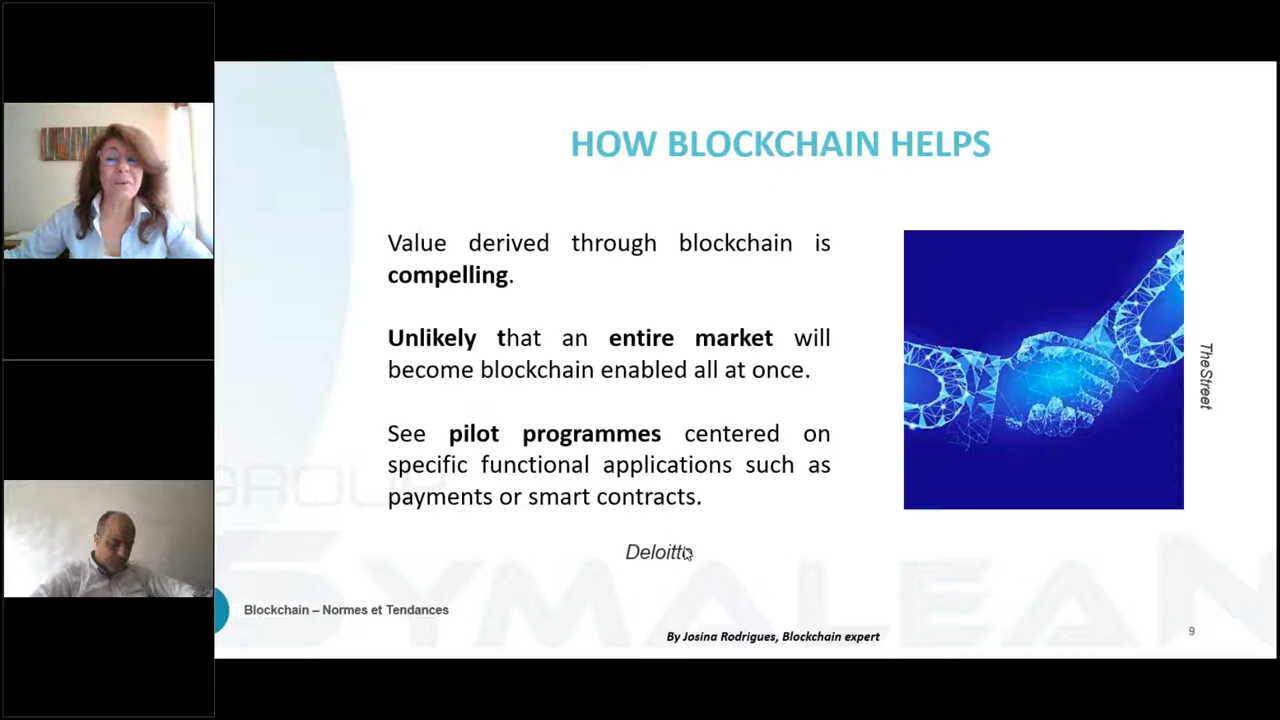 HOW BLOCKCHAIN HELPS
Value derived through blockchain is
compelling.
Unlikely that an entire market will
become blockchain enabled all at once.
See pilot programmes centered on
specific functional applications such as
payments or smart contracts.
TheStreet
Deloitte
GROUP
SYMALEAN
Blockchain – Normes et Tendances
By Josina Rodrigues, Blockchain expert
9